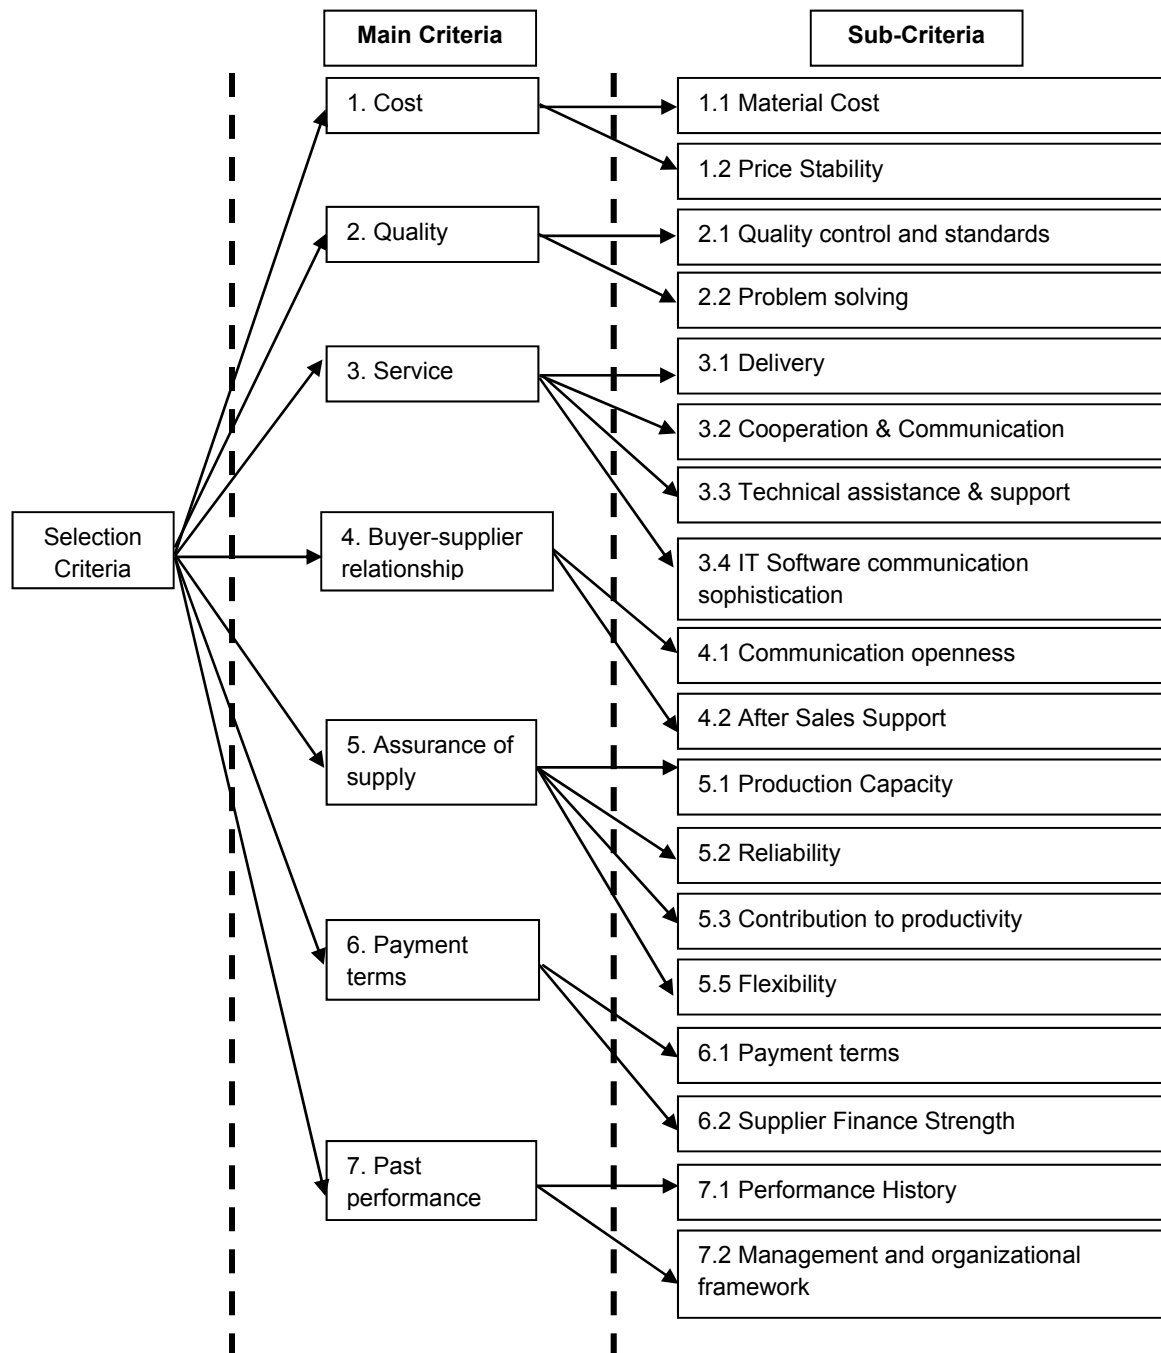 Main Criteria
Sub-Criteria
1. Cost
1.1 Material Cost
1.2 Price Stability
2. Quality
2.1 Quality control and standards
2.2 Problem solving
3. Service
3.1 Delivery
3.2 Cooperation & Communication
3.3 Technical assistance & support
3.4 IT Software communication
sophistication
Selection
Criteria
4. Buyer-supplier
relationship
4.1 Communication openness
4.2 After Sales Support
5. Assurance of
supply
5.1 Production Capacity
5.2 Reliability
5.3 Contribution to productivity
5.5 Flexibility
6. Payment
terms
6.1 Payment terms
6.2 Supplier Finance Strength
7. Past
performance
7.1 Performance History
7.2 Management and organizational
framework